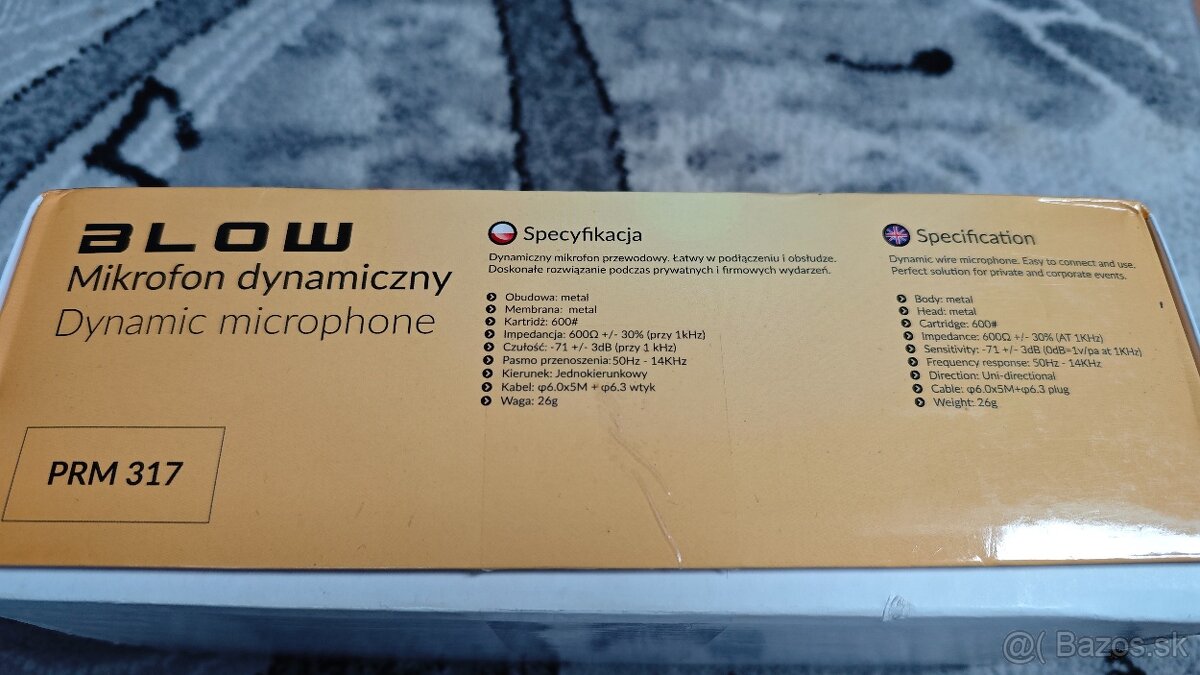 BLOW
Mikrofon dynamiczny
Dynamic microphone
PRM 317
Specyfikacja
Dynamiczny mikrofon przewodowy. Łatwy w podłączeniu i obsłudze.
Doskonałe rozwiązanie podczas prywatnych i firmowych wydarzeń.
Obudowa: metal
Membrana: metal
Kartridż: 600#
Impedancja: 600Ω +/- 30% (przy 1kHz)
Czułość: -71 +/- 3dB (przy 1 kHz)
Pasmo przenoszenia:50Hz - 14KHz
Kierunek: Jednokierunkowy
Kabel: φ6.0x5M + φ6.3 wtyk
Waga: 26g
Specification
Dynamic wire microphone. Easy to connect and use.
Perfect solution for private and corporate events.
Body: metal
Head: metal
Cartridge: 600#
Impedance: 600Ω +/- 30% (AT 1KHz)
Sensitivity: -71 +/- 3dB (0dB=1v/pa at 1KHz)
Frequency response: 50Hz - 14KHz
Direction: Uni-directional
Cable: φ6.0x5M+φ6.3 plug
Weight: 26g
@( Bazos.sk